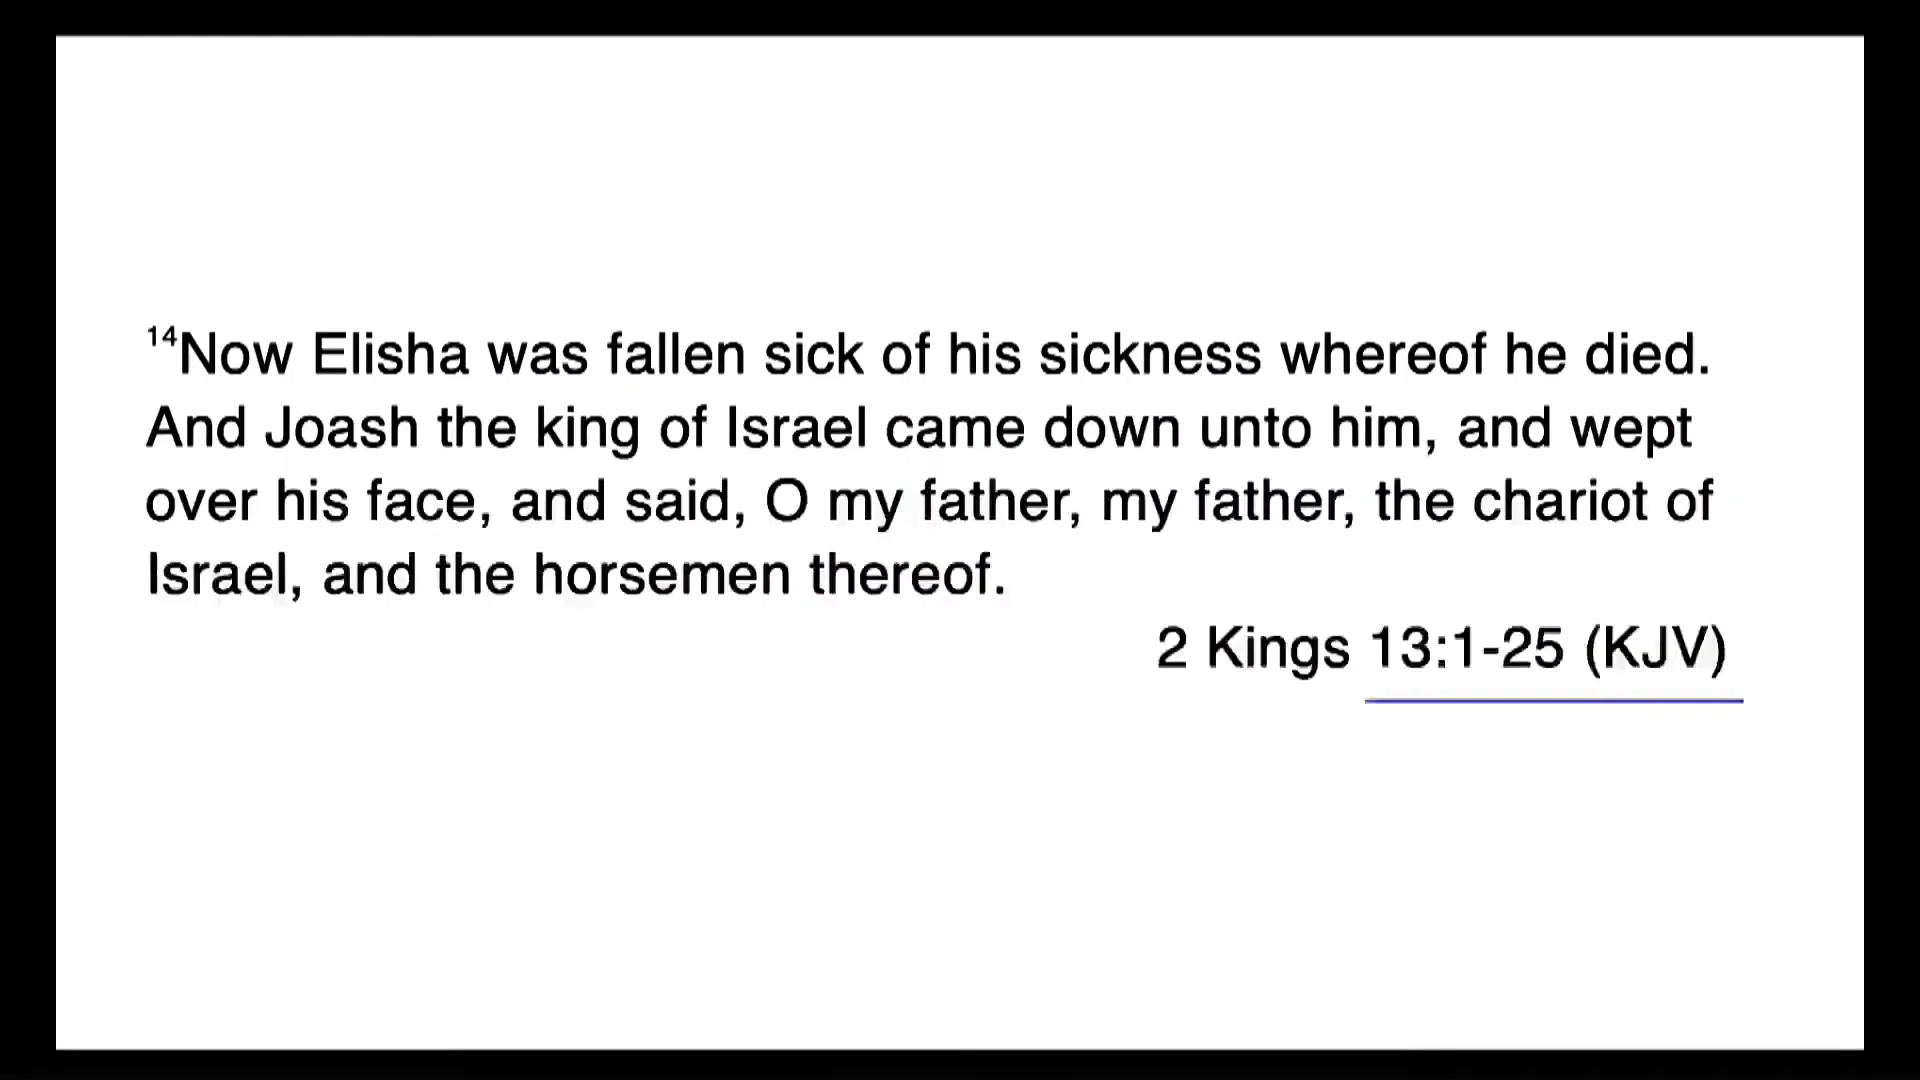 ¹⁴Now Elisha was fallen sick of his sickness whereof he died.
And Joash the king of Israel came down unto him, and wept
over his face, and said, O my father, my father, the chariot of
Israel, and the horsemen thereof.
2 Kings 13:1-25 (KJV)